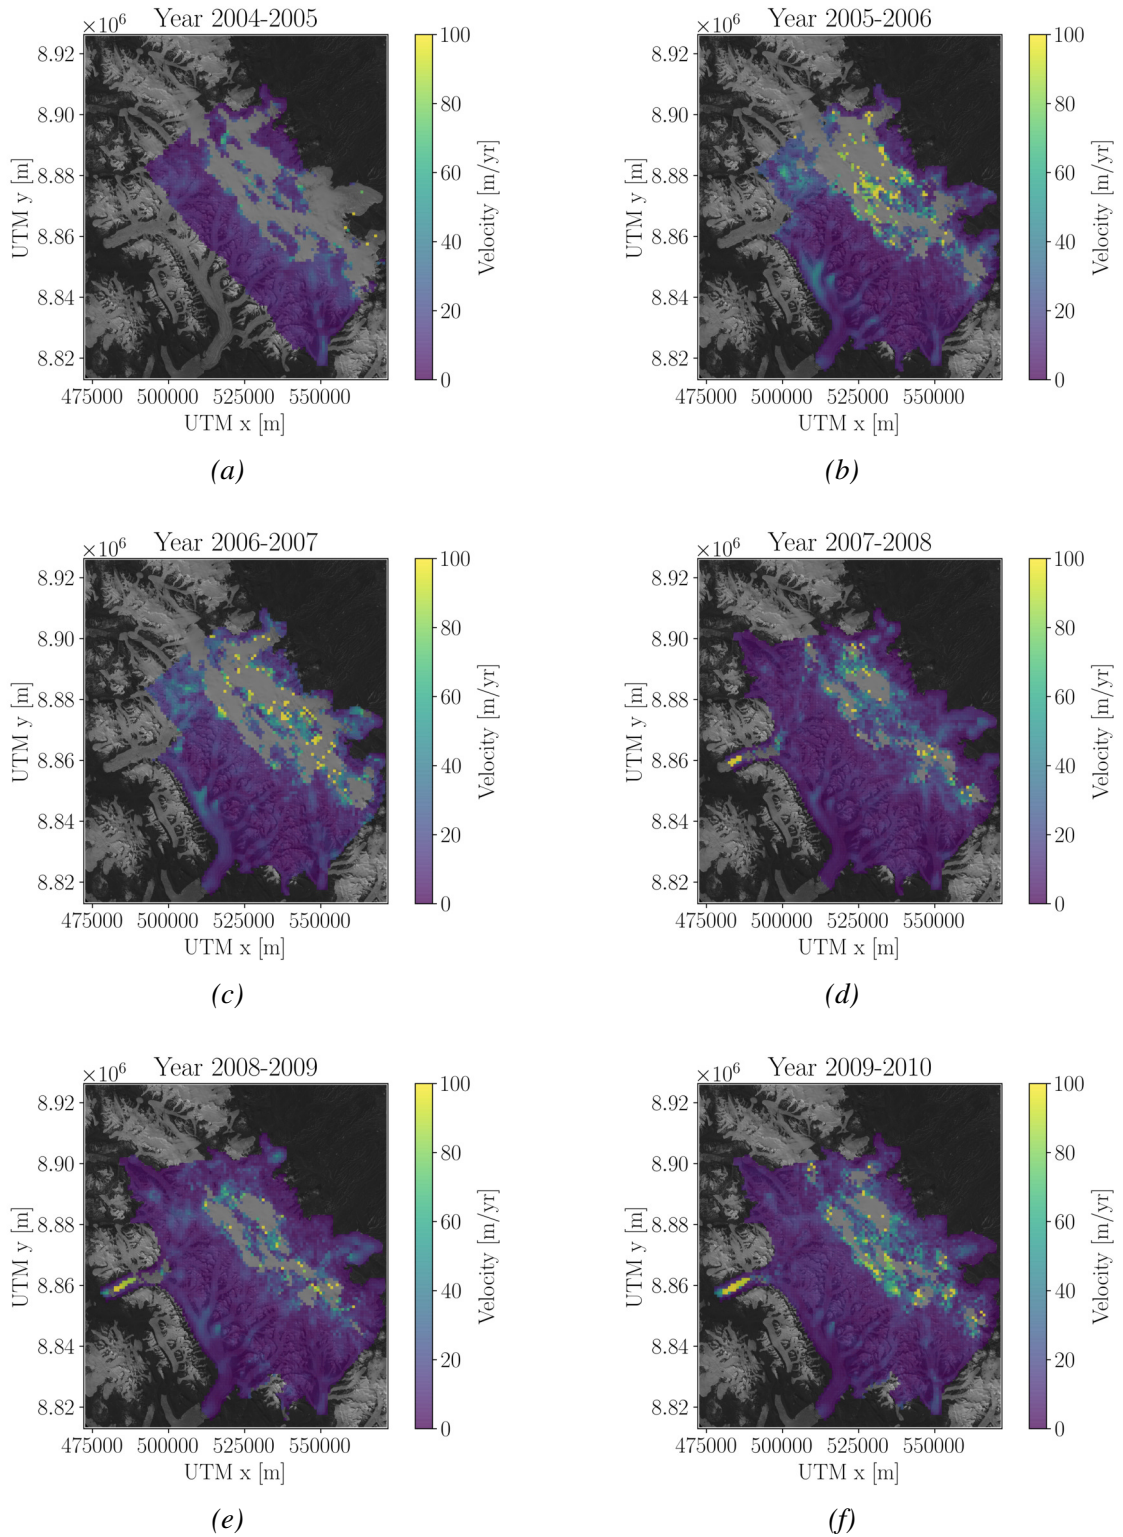 Year 2004-2005
×10⁶
8.92
8.90
8.88
8.86
8.84
8.82
UTM y [m]
475000 500000 525000 550000
UTM x [m]
100
80
60
40
20
0
Velocity [m/yr]
(a)
Year 2005-2006
×10⁶
8.92
8.90
8.88
8.86
8.84
8.82
UTM y [m]
475000 500000 525000 550000
UTM x [m]
100
80
60
40
20
0
Velocity [m/yr]
(b)
Year 2006-2007
×10⁶
8.92
8.90
8.88
8.86
8.84
8.82
UTM y [m]
475000 500000 525000 550000
UTM x [m]
100
80
60
40
20
0
Velocity [m/yr]
(c)
Year 2007-2008
×10⁶
8.92
8.90
8.88
8.86
8.84
8.82
UTM y [m]
475000 500000 525000 550000
UTM x [m]
100
80
60
40
20
0
Velocity [m/yr]
(d)
Year 2008-2009
×10⁶
8.92
8.90
8.88
8.86
8.84
8.82
UTM y [m]
475000 500000 525000 550000
UTM x [m]
100
80
60
40
20
0
Velocity [m/yr]
(e)
Year 2009-2010
×10⁶
8.92
8.90
8.88
8.86
8.84
8.82
UTM y [m]
475000 500000 525000 550000
UTM x [m]
100
80
60
40
20
0
Velocity [m/yr]
(f)